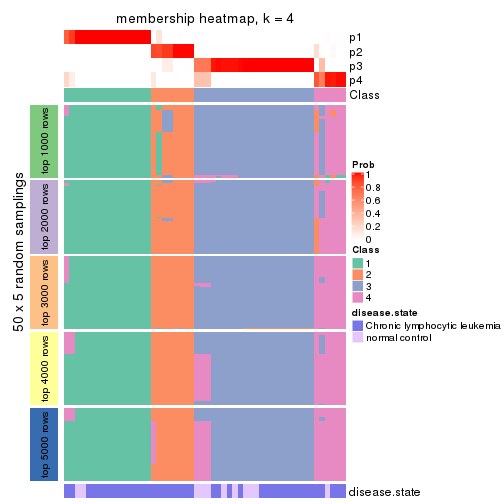 membership heatmap, k = 4
p1
p2
p3
p4
Class
50 x 5 random samplings
top 1000 rows
top 2000 rows
top 3000 rows
top 4000 rows
top 5000 rows
Prob
1
0.8
0.6
0.4
0.2
0
Class
1
2
3
4
disease.state
Chronic lymphocytic leukemia
normal control
disease.state